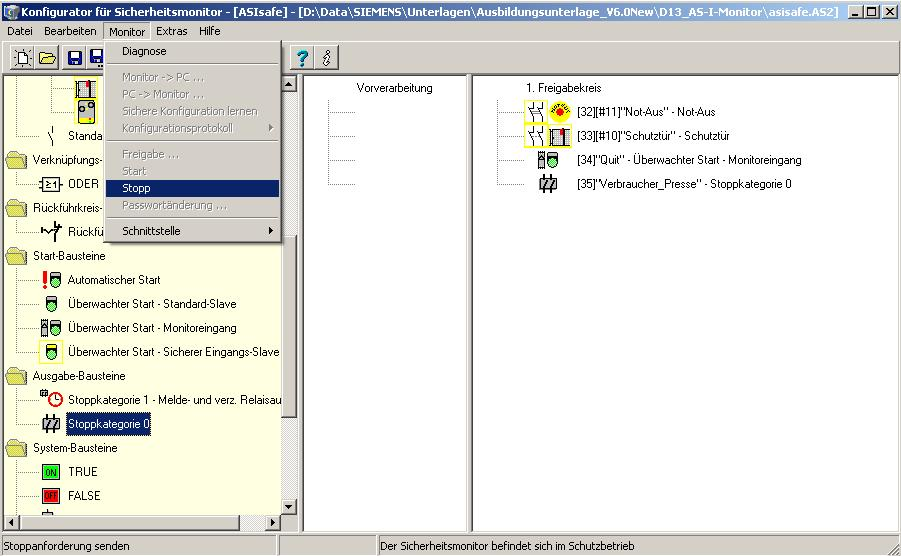 Konfigurator für Sicherheitsmonitor - [ASIsafe] - [D:\Data\SIEMENS\Unterlagen\Ausbildungsunterlage_V6.0New\D13_AS-I-Monitor\asisafe.AS2]
Datei Bearbeiten Monitor Extras Hilfe
Diagnose
Monitor -> PC ...
PC -> Monitor ...
Sichere Konfiguration lernen
Konfigurationsprotokoll
Freigabe ...
Start
Stopp
Passwortänderung ...
Schnittstelle
Standa
Verknüpfungs-
≥1 ODER
Rückführkreis-
Rückfü
Start-Bausteine
Automatischer Start
Überwachter Start - Standard-Slave
Überwachter Start - Monitoreingang
Überwachter Start - Sicherer Eingangs-Slave
Ausgabe-Bausteine
Stoppkategorie 1 - Melde- und verz. Relaisau
Stoppkategorie 0
System-Bausteine
ON TRUE
OFF FALSE
Vorverarbeitung
1. Freigabekreis
[32][#11]"Not-Aus" - Not-Aus
[33][#10]"Schutztür" - Schutztür
[34]"Quit" - Überwachter Start - Monitoreingang
[35]"Verbraucher_Presse" - Stoppkategorie 0
Stoppanforderung senden
Der Sicherheitsmonitor befindet sich im Schutzbetrieb